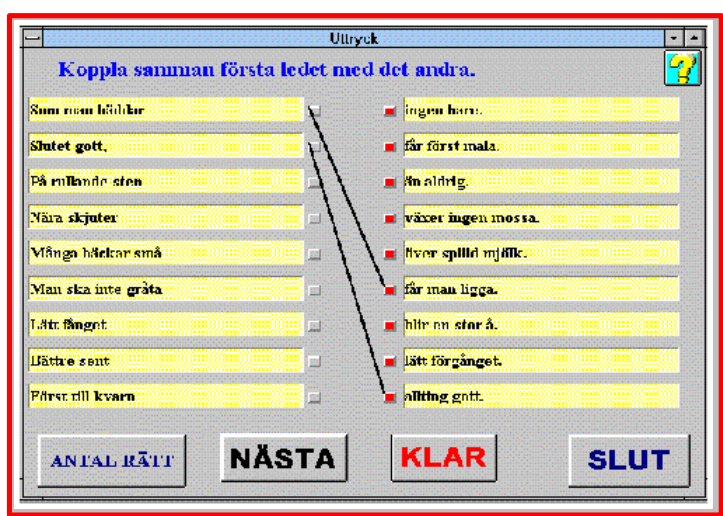 Uttryck
Koppla samman första ledet med det andra.
Som man bäddar
ingen hare.
Slutet gott,
får först mala.
På rullande sten
än aldrig.
Nära skjuter
växer ingen mossa.
Många bäckar små
över spilld mjölk.
Man ska inte gråta
får man ligga.
Lätt fånget
blir en stor å.
Bättre sent
lätt förgånget.
Först till kvarn
allting gott.
ANTAL RÄTT
NÄSTA
KLAR
SLUT